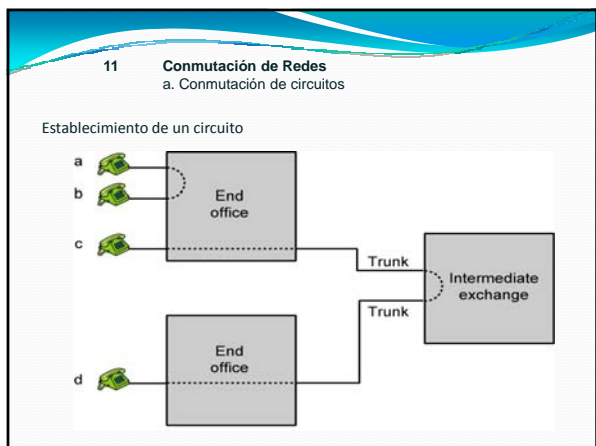 11 Conmutación de Redes
a. Conmutación de circuitos
Establecimiento de un circuito
a
b
End
office
c
Trunk
Intermediate
exchange
Trunk
End
office
d